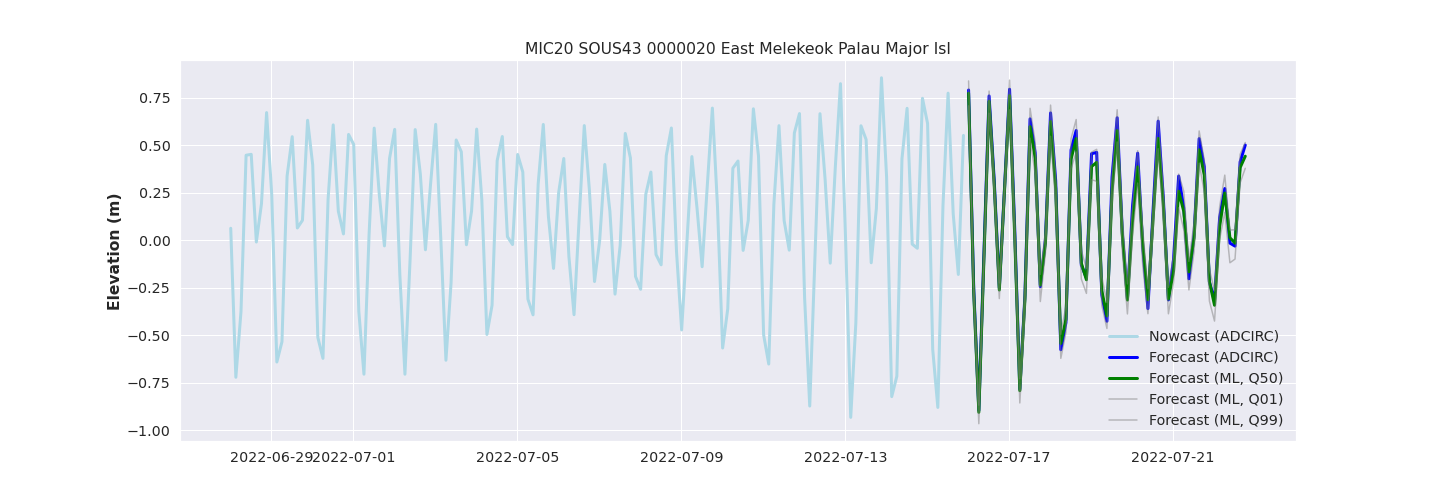 MIC20 SOUS43 0000020 East Melekeok Palau Major Isl
Elevation (m)
0.75
0.50
0.25
0.00
−0.25
−0.50
−0.75
−1.00
Nowcast (ADCIRC)
Forecast (ADCIRC)
Forecast (ML, Q50)
Forecast (ML, Q01)
Forecast (ML, Q99)
2022-06-29 2022-07-01 2022-07-05 2022-07-09 2022-07-13 2022-07-17 2022-07-21